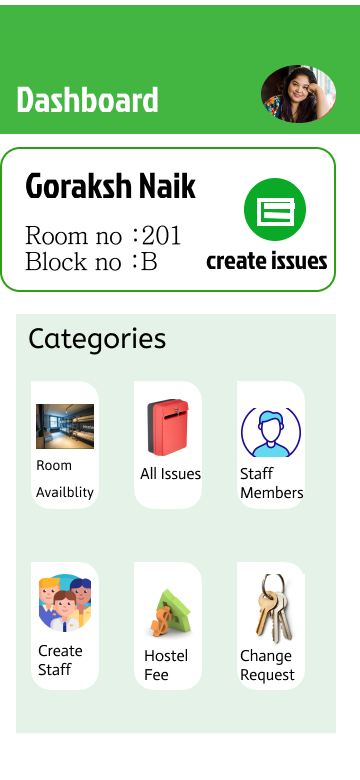 Dashboard
Goraksh Naik
Room no :201
Block no :B
create issues
Categories
Room
Availblity
All Issues
Staff
Members
Create
Staff
Hostel
Fee
Change
Request